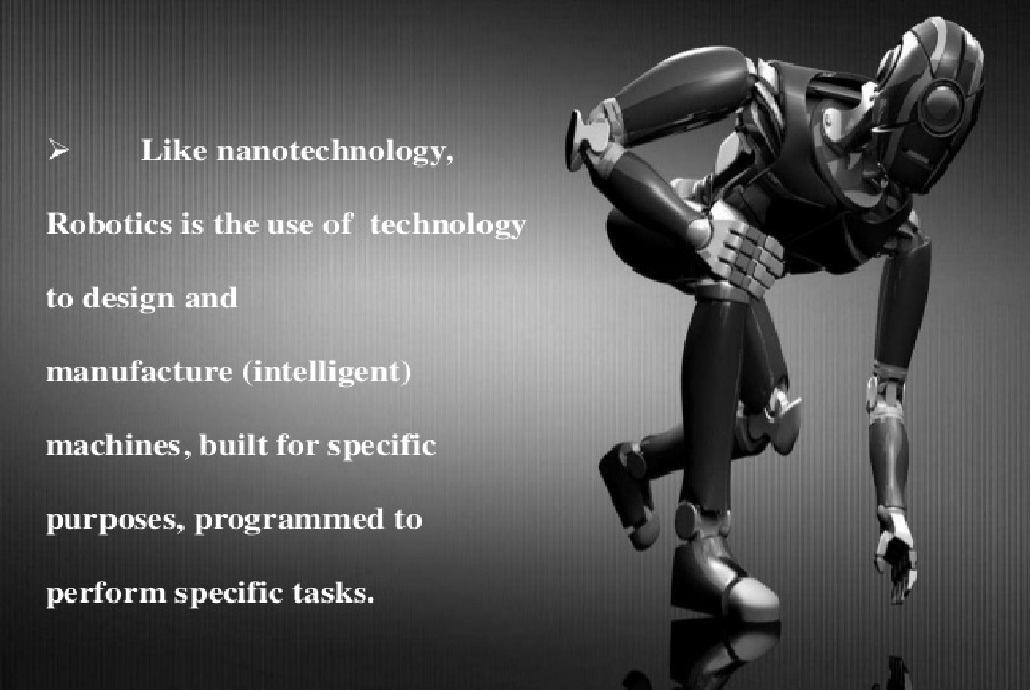 ➢ Like nanotechnology,
Robotics is the use of technology
to design and
manufacture (intelligent)
machines, built for specific
purposes, programmed to
perform specific tasks.